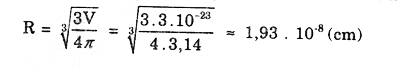 R = ∛(3V / 4π) = ∛(3.3.10⁻²³ / 4.3,14) ≈ 1,93 . 10⁻⁸ (cm)